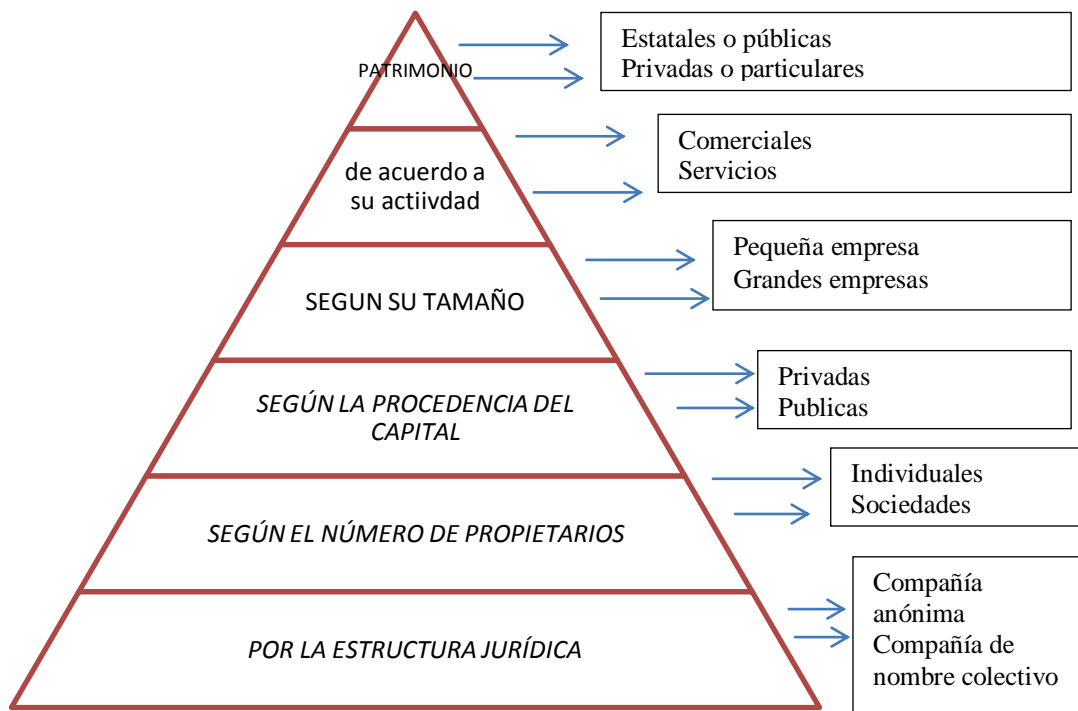 PATRIMONIO
Estatales o públicas
Privadas o particulares
de acuerdo a
su actiivdad
Comerciales
Servicios
SEGUN SU TAMAÑO
Pequeña empresa
Grandes empresas
SEGÚN LA PROCEDENCIA DEL
CAPITAL
Privadas
Publicas
SEGÚN EL NÚMERO DE PROPIETARIOS
Individuales
Sociedades
POR LA ESTRUCTURA JURÍDICA
Compañía
anónima
Compañía de
nombre colectivo